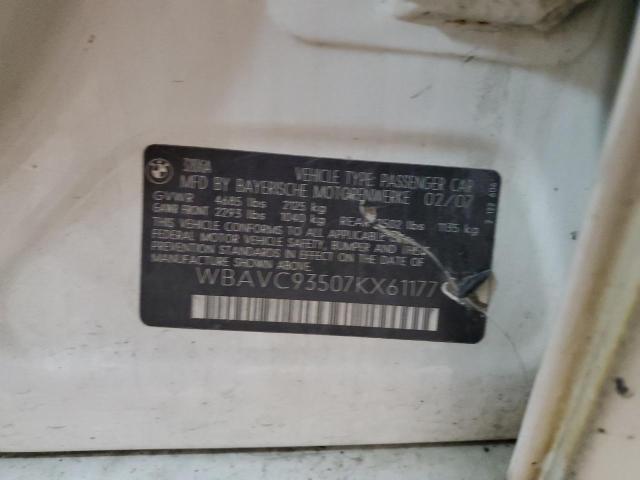 BMW
VEHICLE TYPE: PASSENGER CAR
MFD BY BAYERISCHE MOTORENWERKE 02/07
GVWR 4685 lbs 2125 kg
GAWR FRONT 2293 lbs 1040 kg REAR 2502 lbs 1135 kg
THIS VEHICLE CONFORMS TO ALL APPLICABLE
FEDERAL MOTOR VEHICLE SAFETY, BUMPER AND THEFT
PREVENTION STANDARDS IN EFFECT ON THE DATE
OF MANUFACTURE SHOWN ABOVE.
WBAVC93507KX61177